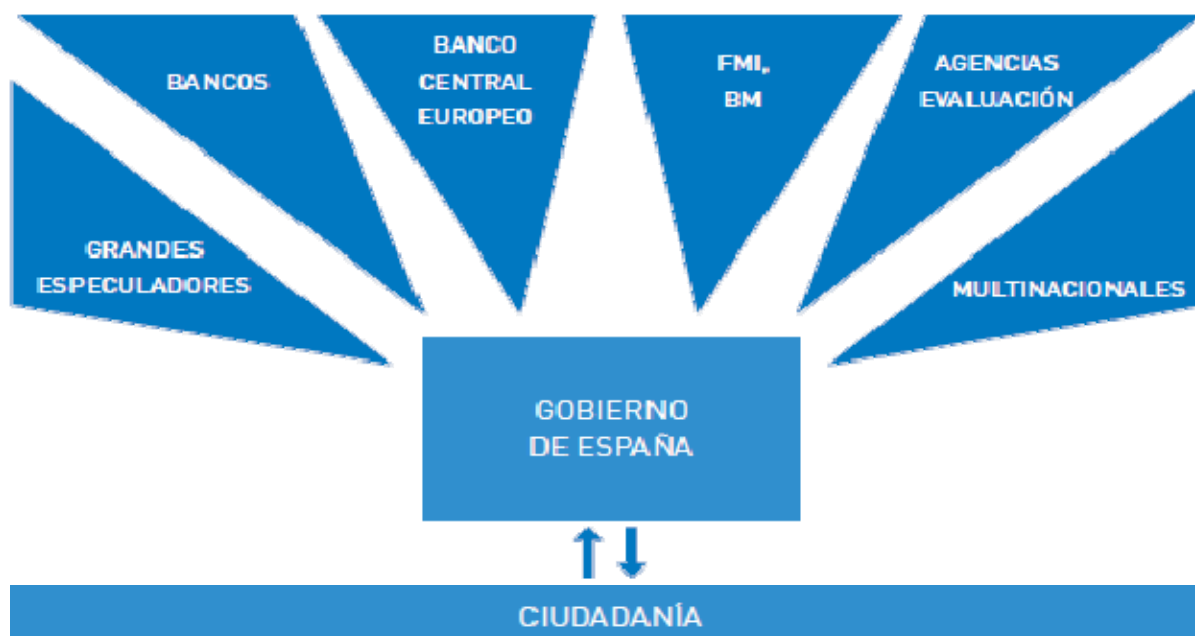 BANCOS
BANCO
CENTRAL
EUROPEO
FMI,
BM
AGENCIAS
EVALUACIÓN
GRANDES
ESPECULADORES
MULTINACIONALES
GOBIERNO
DE ESPAÑA
CIUDADANÍA